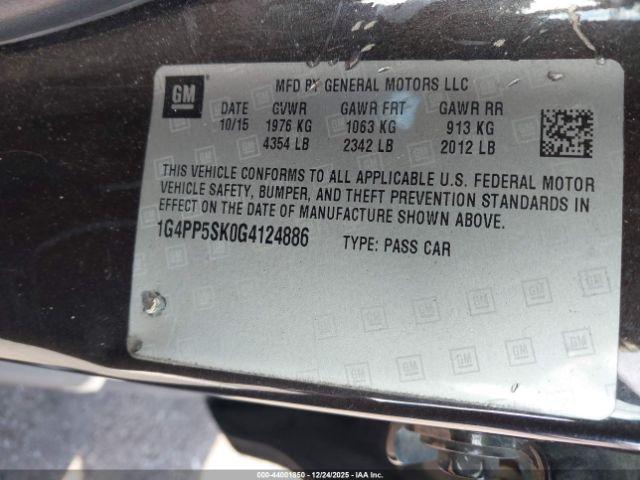 GM
MFD BY GENERAL MOTORS LLC
DATE GVWR GAWR FRT GAWR RR
10/15 1976 KG 1063 KG 913 KG
4354 LB 2342 LB 2012 LB
THIS VEHICLE CONFORMS TO ALL APPLICABLE U.S. FEDERAL MOTOR
VEHICLE SAFETY, BUMPER, AND THEFT PREVENTION STANDARDS IN
EFFECT ON THE DATE OF MANUFACTURE SHOWN ABOVE.
1G4PP5SK0G4124886 TYPE: PASS CAR
000-44001850 - 12/24/2025 - IAAI.COM